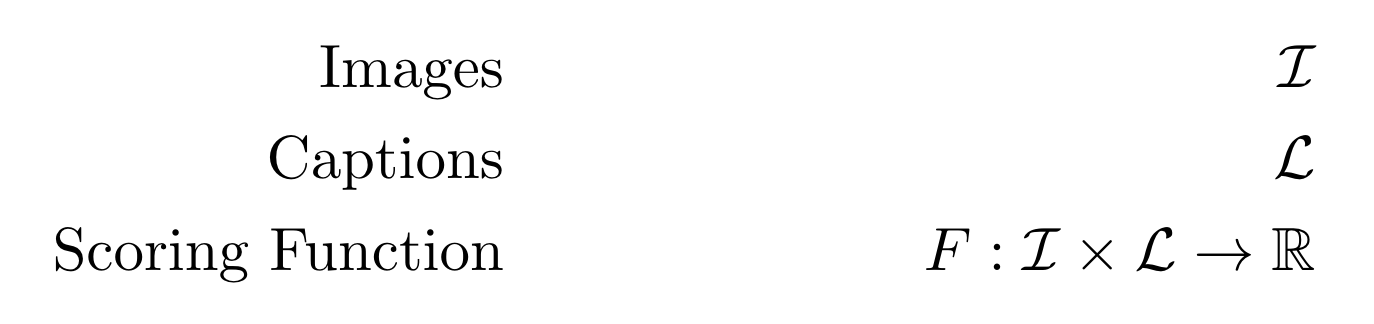 Images 𝓘
Captions 𝓛
Scoring Function F : 𝓘 × 𝓛 → ℝ